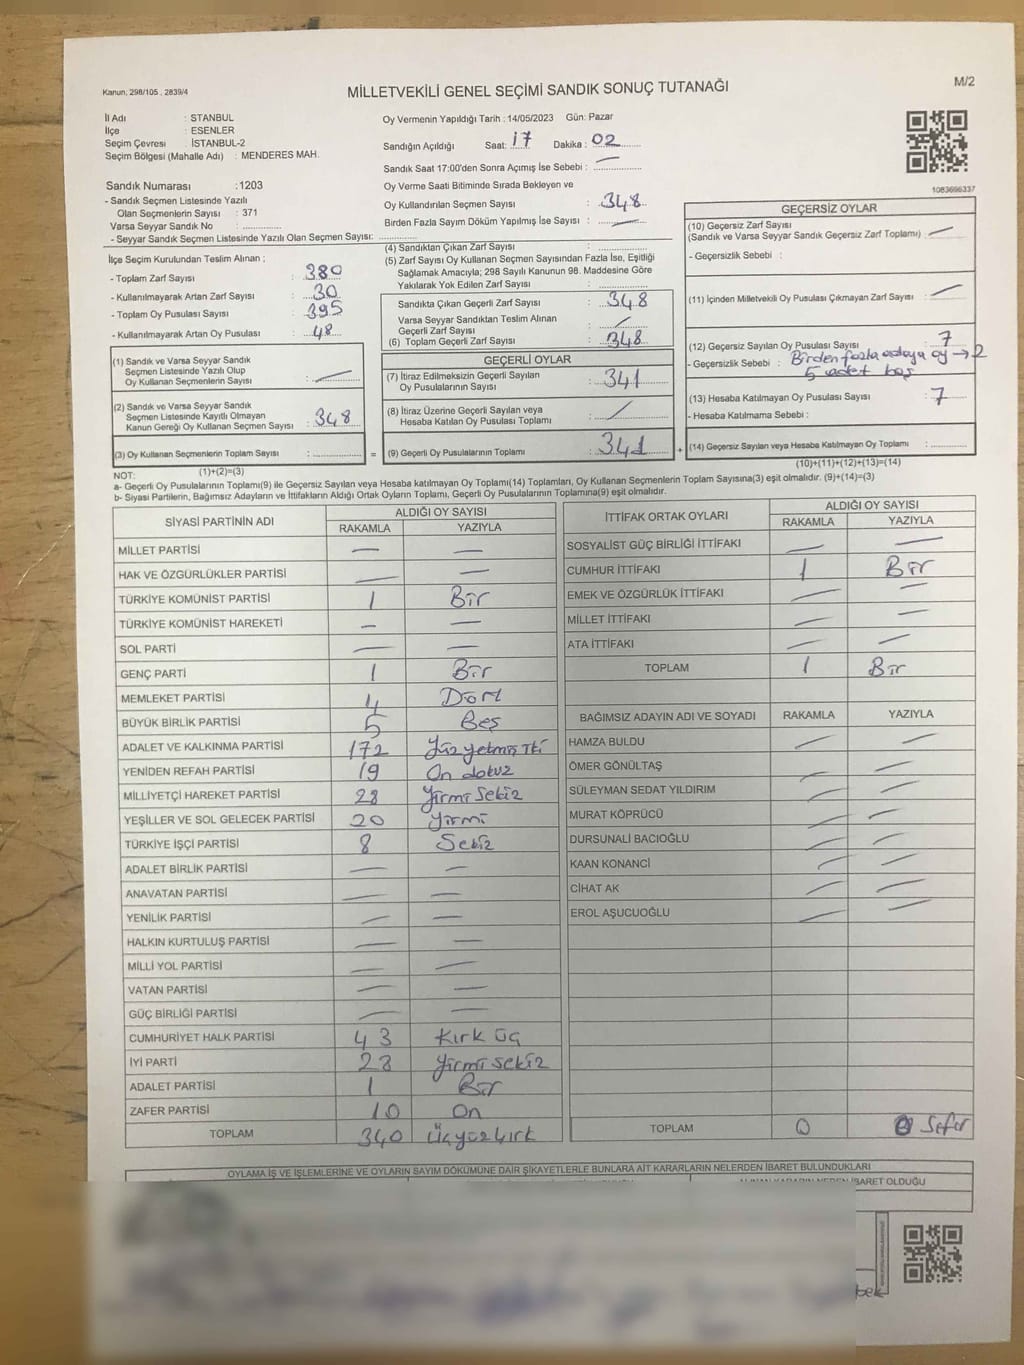 Kanun, 298/105 , 2839/4
MİLLETVEKİLİ GENEL SEÇİMİ SANDIK SONUÇ TUTANAĞI
M/2
İl Adı : STANBUL
İlçe : ESENLER
Seçim Çevresi : İSTANBUL-2
Seçim Bölgesi (Mahalle Adı) : MENDERES MAH.
Sandık Numarası :1203
- Sandık Seçmen Listesinde Yazılı
Olan Seçmenlerin Sayısı : 371
Varsa Seyyar Sandık No :
- Seyyar Sandık Seçmen Listesinde Yazılı Olan Seçmen Sayısı:
Oy Vermenin Yapıldığı Tarih : 14/05/2023 Gün: Pazar
Sandığın Açıldığı Saat: 17 Dakika : 02
Sandık Saat 17:00'den Sonra Açımış İse Sebebi : —
Oy Verme Saati Bitiminde Sırada Bekleyen ve
Oy Kullandırılan Seçmen Sayısı : 348
Birden Fazla Sayım Döküm Yapılmış İse Sayısı : —
1083696337
İlçe Seçim Kurulundan Teslim Alınan ;
- Toplam Zarf Sayısı : 380
- Kullanılmayarak Artan Zarf Sayısı : 30
- Toplam Oy Pusulası Sayısı : 395
- Kullanılmayarak Artan Oy Pusulası : 48
(1) Sandık ve Varsa Seyyar Sandık
Seçmen Listesinde Yazılı Olup
Oy Kullanan Seçmenlerin Sayısı : —
(2) Sandık ve Varsa Seyyar Sandık
Seçmen Listesinde Kayıtlı Olmayan
Kanun Gereği Oy Kullanan Seçmen Sayısı : 348
(3) Oy Kullanan Seçmenlerin Toplam Sayısı :
(1)+(2)=(3)
(4) Sandıktan Çıkan Zarf Sayısı :
(5) Zarf Sayısı Oy Kullanan Seçmen Sayısından Fazla İse, Eşitliği
Sağlamak Amacıyla; 298 Sayılı Kanunun 98. Maddesine Göre
Yakılarak Yok Edilen Zarf Sayısı :
Sandıkta Çıkan Geçerli Zarf Sayısı : 348
Varsa Seyyar Sandıktan Teslim Alınan
Geçerli Zarf Sayısı : /
(6) Toplam Geçerli Zarf Sayısı : 348
GEÇERLİ OYLAR
(7) İtiraz Edilmeksizin Geçerli Sayılan
Oy Pusulalarının Sayısı : 341
(8) İtiraz Üzerine Geçerli Sayılan veya
Hesaba Katılan Oy Pusulası Toplamı : /
= (9) Geçerli Oy Pusulalarının Toplamı : 341 +
GEÇERSİZ OYLAR
(10) Geçersiz Zarf Sayısı
(Sandık ve Varsa Seyyar Sandık Geçersiz Zarf Toplamı) : —
- Geçersizlik Sebebi :
(11) İçinden Milletvekili Oy Pusulası Çıkmayan Zarf Sayısı : —
(12) Geçersiz Sayılan Oy Pusulası Sayısı : 7
- Geçersizlik Sebebi : Birden fazla adaya oy → 2
5 adet boş
(13) Hesaba Katılmayan Oy Pusulası Sayısı : 7
- Hesaba Katılmama Sebebi :
(14) Geçersiz Sayılan veya Hesaba Katılmayan Oy Toplamı :
(10)+(11)+(12)+(13)=(14)
NOT:
a- Geçerli Oy Pusulalarının Toplamı(9) ile Geçersiz Sayılan veya Hesaba katılmayan Oy Toplamı(14) Toplamları, Oy Kullanan Seçmenlerin Toplam Sayısına(3) eşit olmalıdır. (9)+(14)=(3)
b- Siyasi Partilerin, Bağımsız Adayların ve İttifakların Aldığı Ortak Oyların Toplamı, Geçerli Oy Pusulalarının Toplamına(9) eşit olmalıdır.
SİYASİ PARTİNİN ADI ALDIĞI OY SAYISI
RAKAMLA YAZIYLA
MİLLET PARTİSİ — —
HAK VE ÖZGÜRLÜKLER PARTİSİ — —
TÜRKİYE KOMÜNİST PARTİSİ 1 Bir
TÜRKİYE KOMÜNİST HAREKETİ — —
SOL PARTİ — —
GENÇ PARTİ 1 Bir
MEMLEKET PARTİSİ 4 Dört
BÜYÜK BİRLİK PARTİSİ 5 Beş
ADALET VE KALKINMA PARTİSİ 172 Yüz yetmiş İki
YENİDEN REFAH PARTİSİ 19 On dokuz
MİLLİYETÇİ HAREKET PARTİSİ 28 Yirmi Sekiz
YEŞİLLER VE SOL GELECEK PARTİSİ 20 Yirmi
TÜRKİYE İŞÇİ PARTİSİ 8 Sekiz
ADALET BİRLİK PARTİSİ — —
ANAVATAN PARTİSİ — —
YENİLİK PARTİSİ — —
HALKIN KURTULUŞ PARTİSİ — —
MİLLİ YOL PARTİSİ — —
VATAN PARTİSİ — —
GÜÇ BİRLİĞİ PARTİSİ — —
CUMHURİYET HALK PARTİSİ 43 Kırk üç
İYİ PARTİ 28 Yirmi sekiz
ADALET PARTİSİ 1 Bir
ZAFER PARTİSİ 10 On
TOPLAM 340 Üçyüzkırk
İTTİFAK ORTAK OYLARI ALDIĞI OY SAYISI
RAKAMLA YAZIYLA
SOSYALİST GÜÇ BİRLİĞİ İTTİFAKI — —
CUMHUR İTTİFAKI 1 Bir
EMEK VE ÖZGÜRLÜK İTTİFAKI — —
MİLLET İTTİFAKI — —
ATA İTTİFAKI — —
TOPLAM 1 Bir
BAĞIMSIZ ADAYIN ADI VE SOYADI RAKAMLA YAZIYLA
HAMZA BULDU — —
ÖMER GÖNÜLTAŞ — —
SÜLEYMAN SEDAT YILDIRIM — —
MURAT KÖPRÜCÜ — —
DURSUNALİ BACIOĞLU — —
KAAN KONANCİ — —
CİHAT AK — —
EROL AŞUCUOĞLU — —
TOPLAM 0 Sıfır
OYLAMA İŞ VE İŞLEMLERİNE VE OYLARIN SAYIM DÖKÜMÜNE DAİR ŞİKAYETLERLE BUNLARA AİT KARARLARIN NELERDEN İBARET BULUNDUKLARI
İBARET OLDUĞU